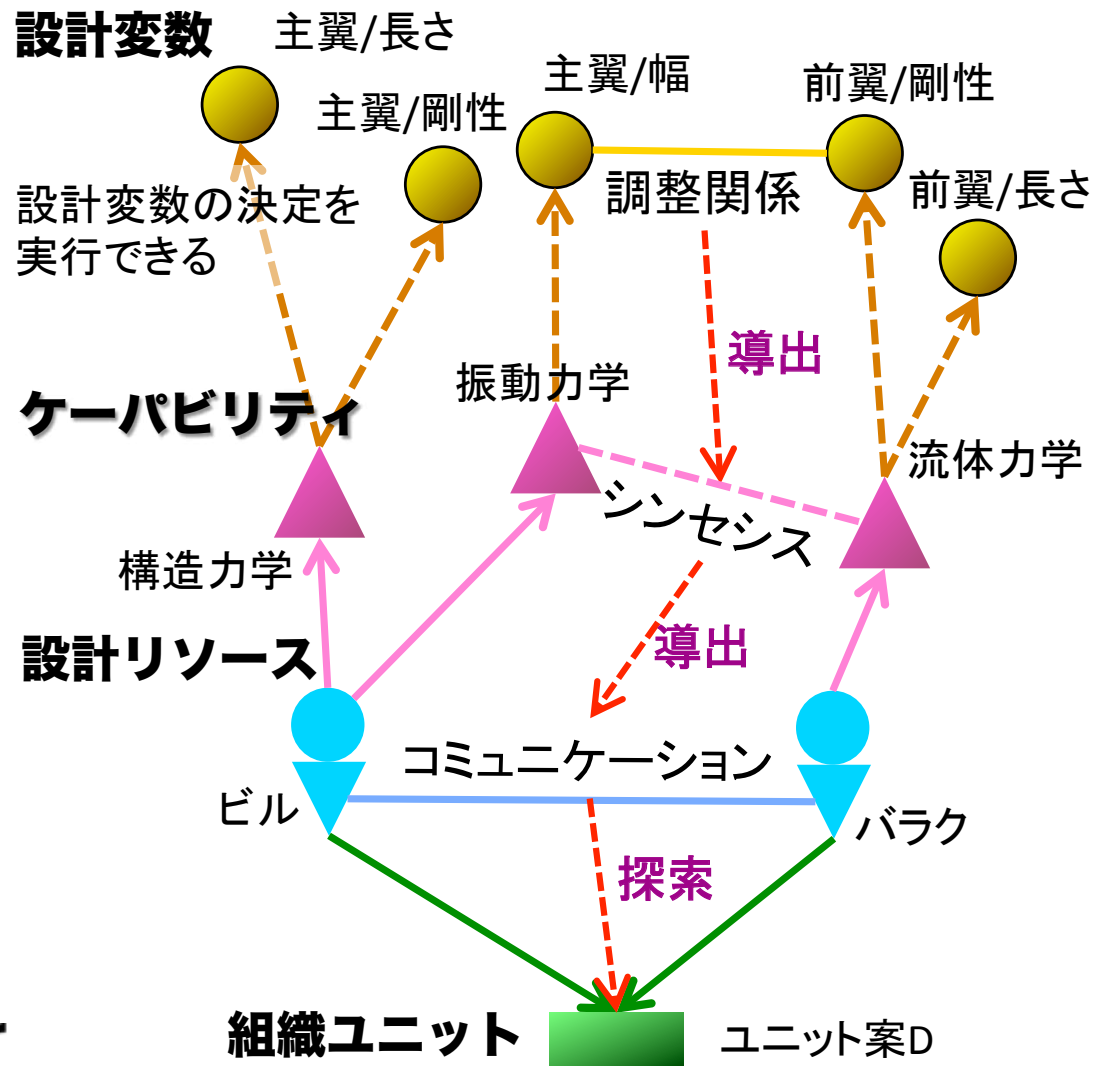 設計変数
主翼/長さ
主翼/幅
前翼/剛性
主翼/剛性
設計変数の決定を
実行できる
調整関係
前翼/長さ
導出
振動力学
ケーパビリティ
流体力学
シンセシス
構造力学
設計リソース
導出
コミュニケーション
ビル
バラク
探索
組織ユニット
ユニット案D